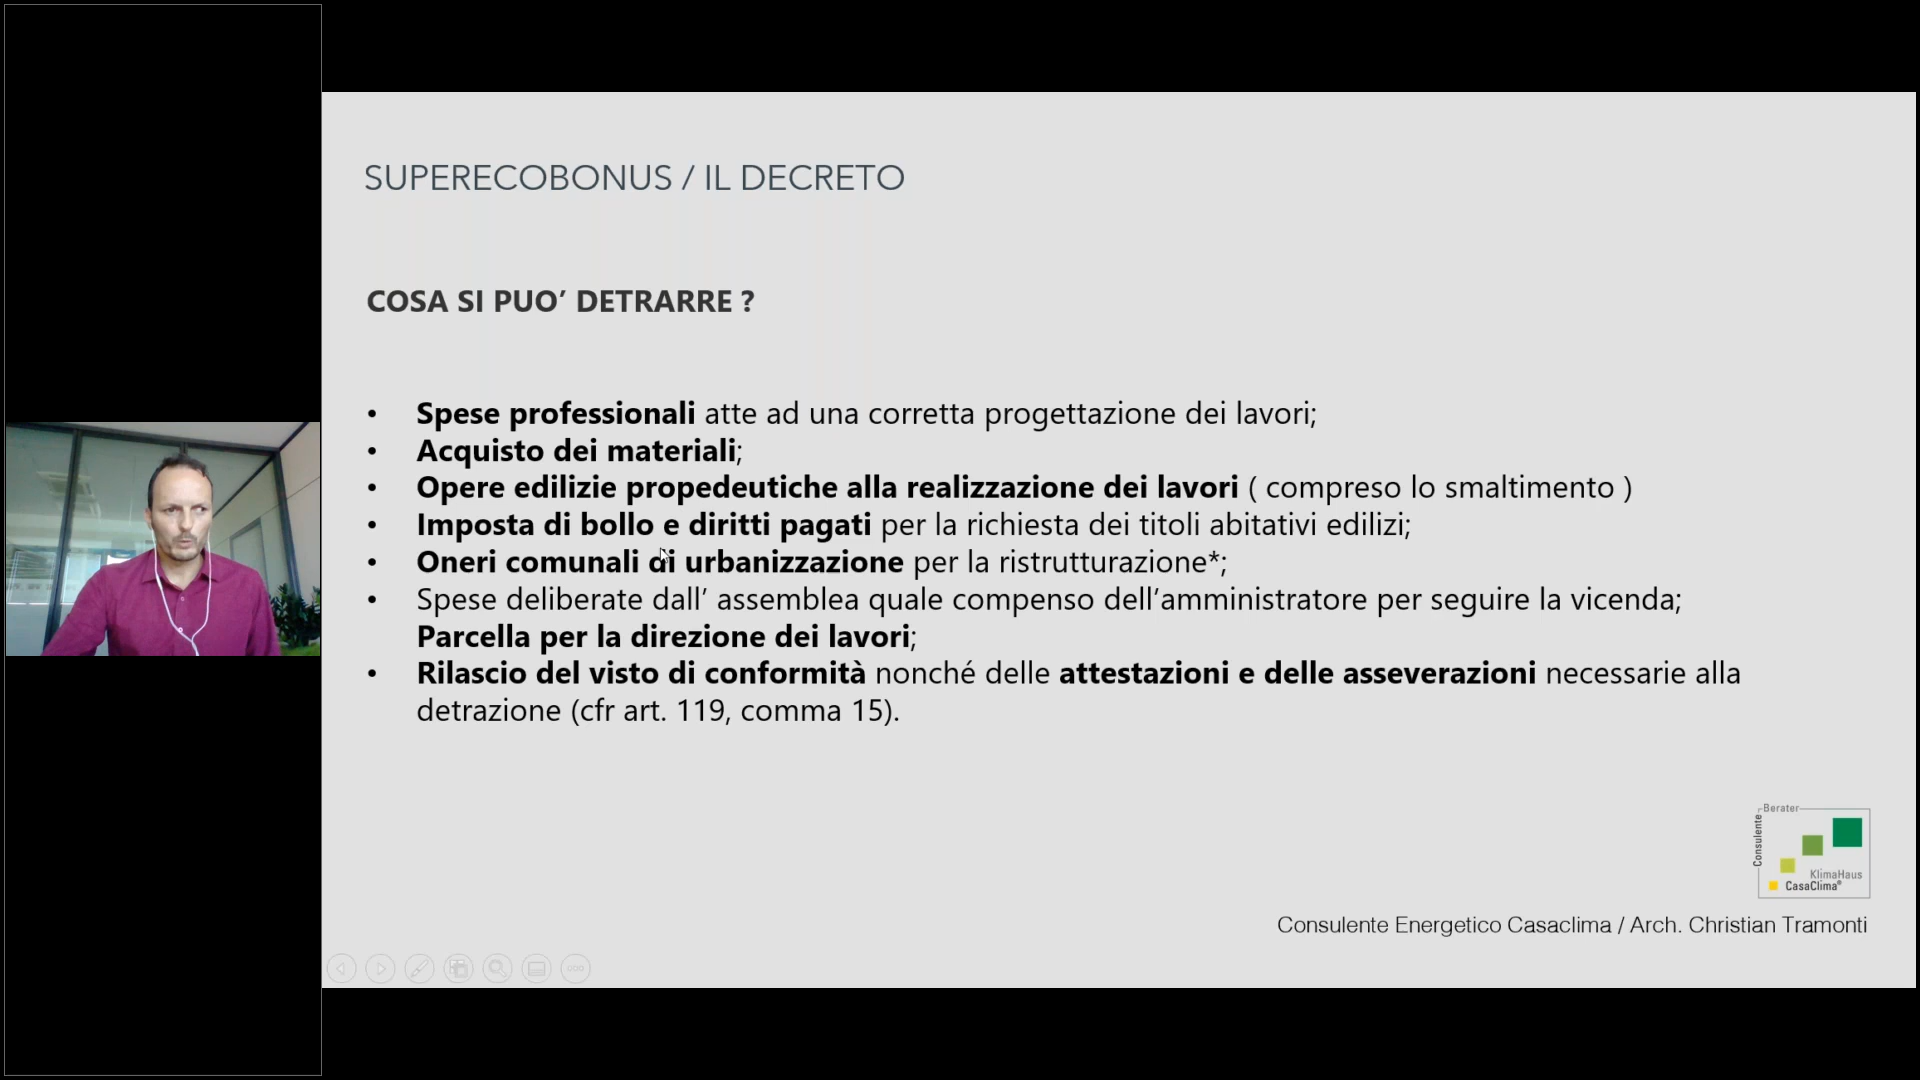 SUPERECOBONUS / IL DECRETO
COSA SI PUO’ DETRARRE ?
• Spese professionali atte ad una corretta progettazione dei lavori;
• Acquisto dei materiali;
• Opere edilizie propedeutiche alla realizzazione dei lavori ( compreso lo smaltimento )
• Imposta di bollo e diritti pagati per la richiesta dei titoli abitativi edilizi;
• Oneri comunali di urbanizzazione per la ristrutturazione*;
• Spese deliberate dall’ assemblea quale compenso dell’amministratore per seguire la vicenda;
Parcella per la direzione dei lavori;
• Rilascio del visto di conformità nonché delle attestazioni e delle asseverazioni necessarie alla
detrazione (cfr art. 119, comma 15).
Berater
Consulente
KlimaHaus
CasaClima®
Consulente Energetico Casaclima / Arch. Christian Tramonti